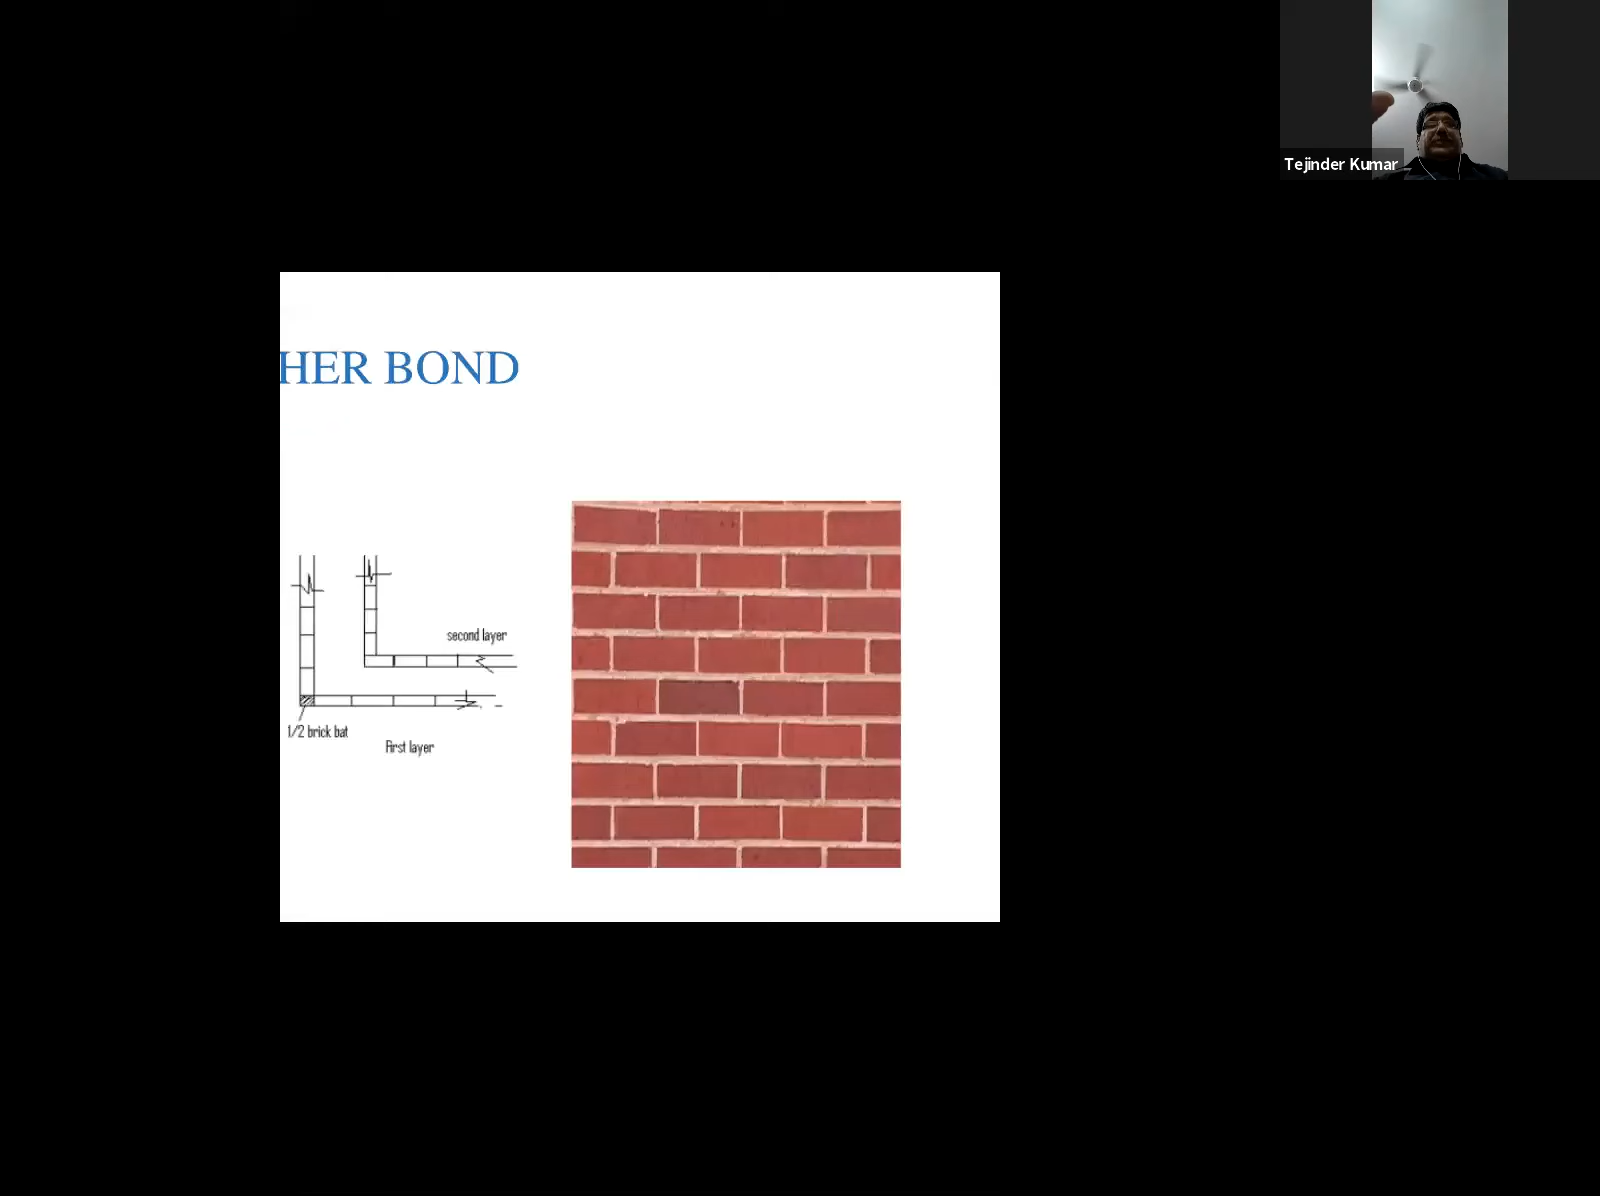 Tejinder Kumar
HER BOND
second layer
1/2 brick bat
First layer